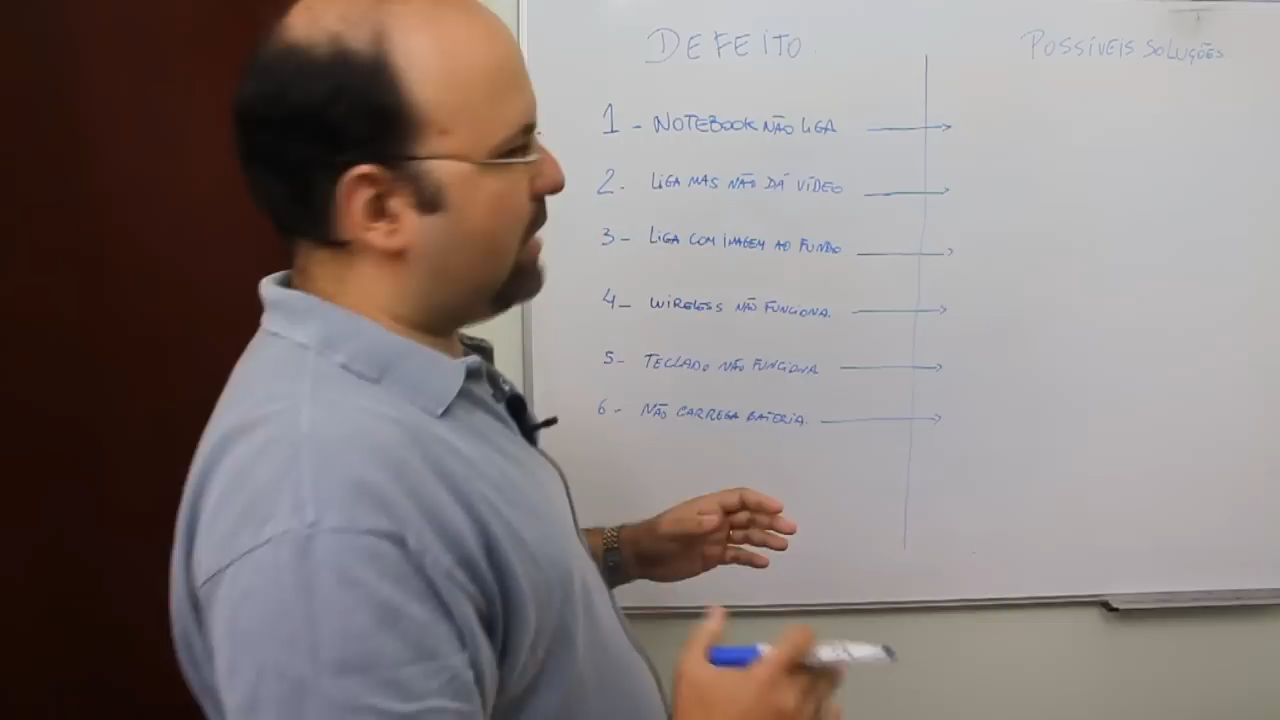 DEFEITO
POSSÍVEIS SOLUÇÕES
1 - NOTEBOOK NÃO LIGA
2. LIGA MAS NÃO DÁ VÍDEO
3 - LIGA COM IMAGEM AO FUNDO
4 - WIRELESS NÃO FUNCIONA.
5 - TECLADO NÃO FUNCIONA
6 - NÃO CARREGA BATERIA.